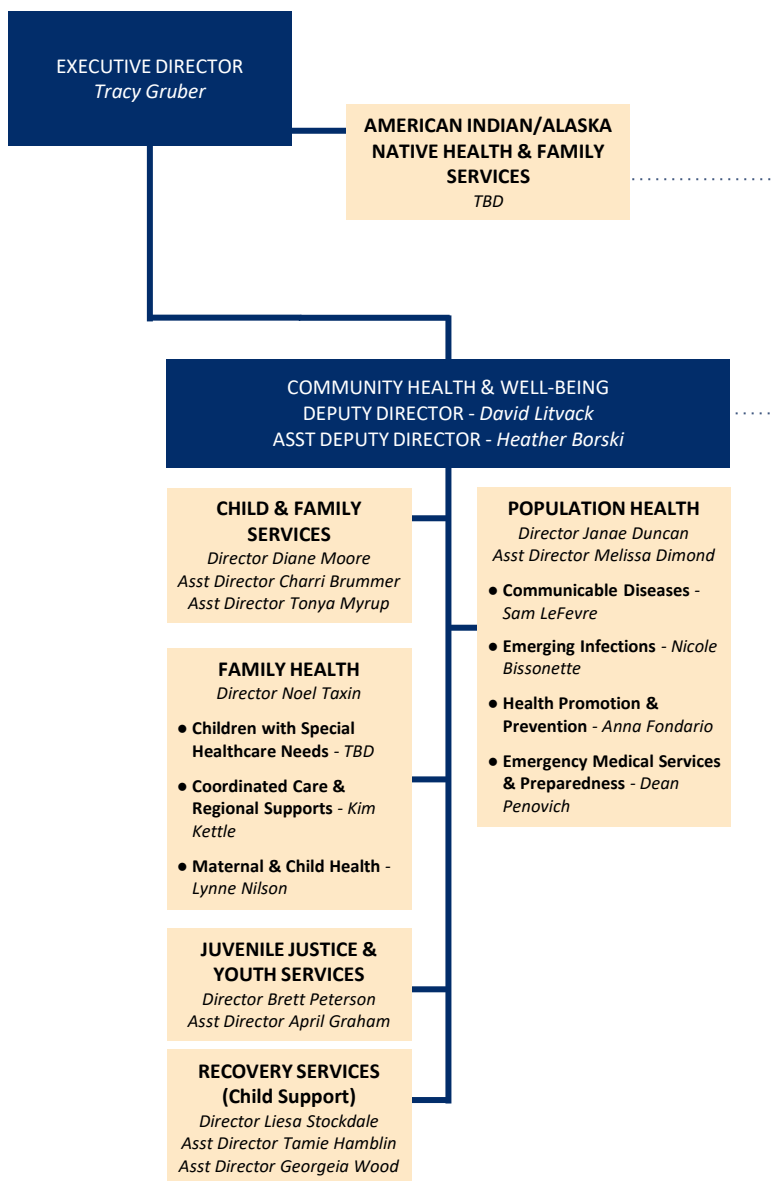 EXECUTIVE DIRECTOR
Tracy Gruber
AMERICAN INDIAN/ALASKA
NATIVE HEALTH & FAMILY
SERVICES
TBD
COMMUNITY HEALTH & WELL-BEING
DEPUTY DIRECTOR - David Litvack
ASST DEPUTY DIRECTOR - Heather Borski
CHILD & FAMILY
SERVICES
Director Diane Moore
Asst Director Charri Brummer
Asst Director Tonya Myrup
FAMILY HEALTH
Director Noel Taxin
● Children with Special
Healthcare Needs - TBD
● Coordinated Care &
Regional Supports - Kim
Kettle
● Maternal & Child Health -
Lynne Nilson
JUVENILE JUSTICE &
YOUTH SERVICES
Director Brett Peterson
Asst Director April Graham
RECOVERY SERVICES
(Child Support)
Director Liesa Stockdale
Asst Director Tamie Hamblin
Asst Director Georgeia Wood
POPULATION HEALTH
Director Janae Duncan
Asst Director Melissa Dimond
● Communicable Diseases -
Sam LeFevre
● Emerging Infections - Nicole
Bissonette
● Health Promotion &
Prevention - Anna Fondario
● Emergency Medical Services
& Preparedness - Dean
Penovich